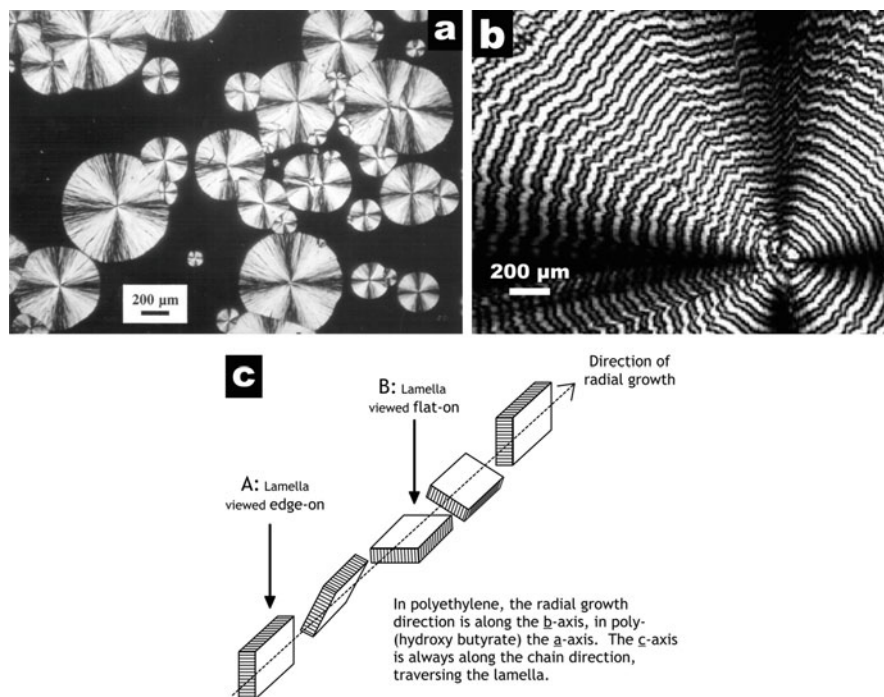 a
200 µm
b
200 µm
c
Direction of
radial growth
B: Lamella
viewed flat-on
A: Lamella
viewed edge-on
In polyethylene, the radial growth
direction is along the b-axis, in poly-
(hydroxy butyrate) the a-axis. The c-axis
is always along the chain direction,
traversing the lamella.